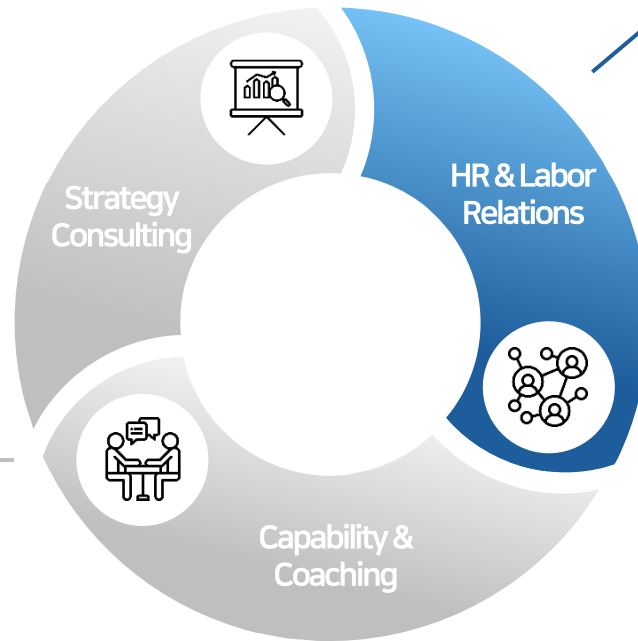 HR & Labor
Relations
Strategy
Consulting
Capability &
Coaching